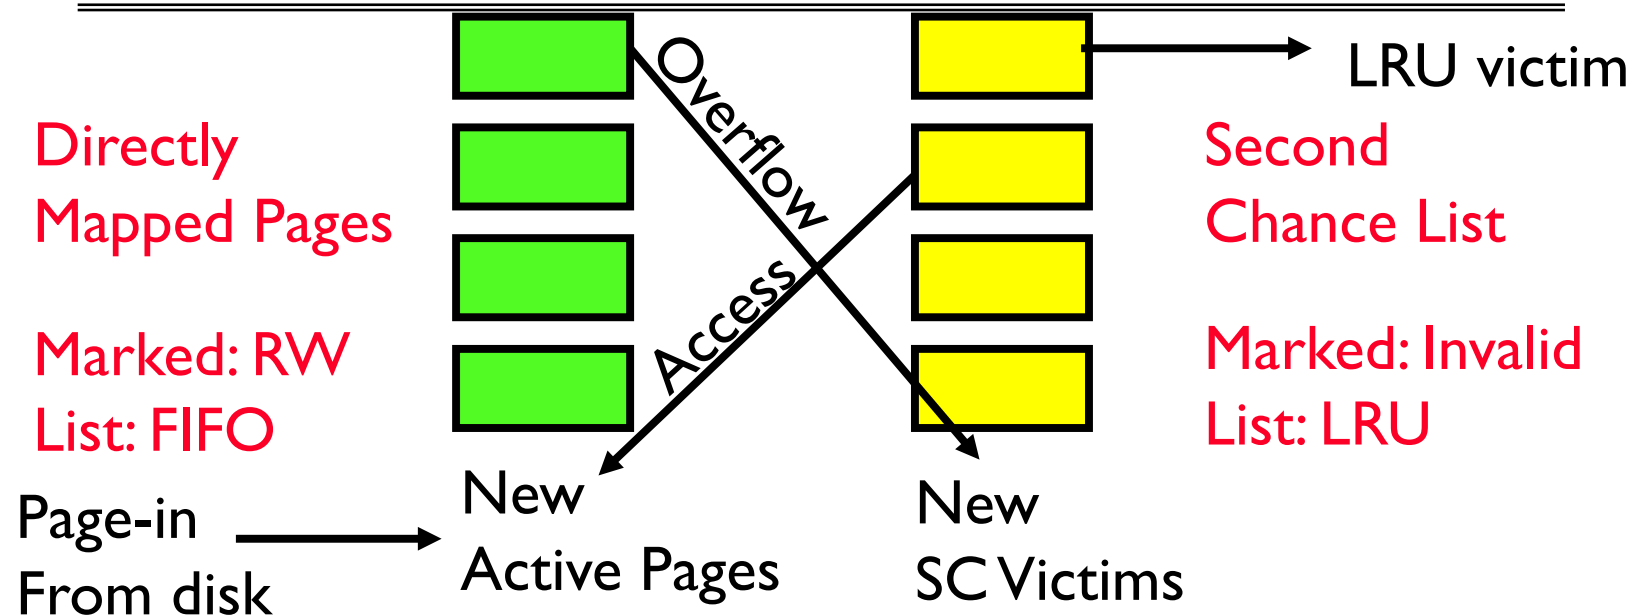 Directly
Mapped Pages
Marked: RW
List: FIFO
Page-in
From disk
Overflow
Access
New
Active Pages
New
SC Victims
LRU victim
Second
Chance List
Marked: Invalid
List: LRU